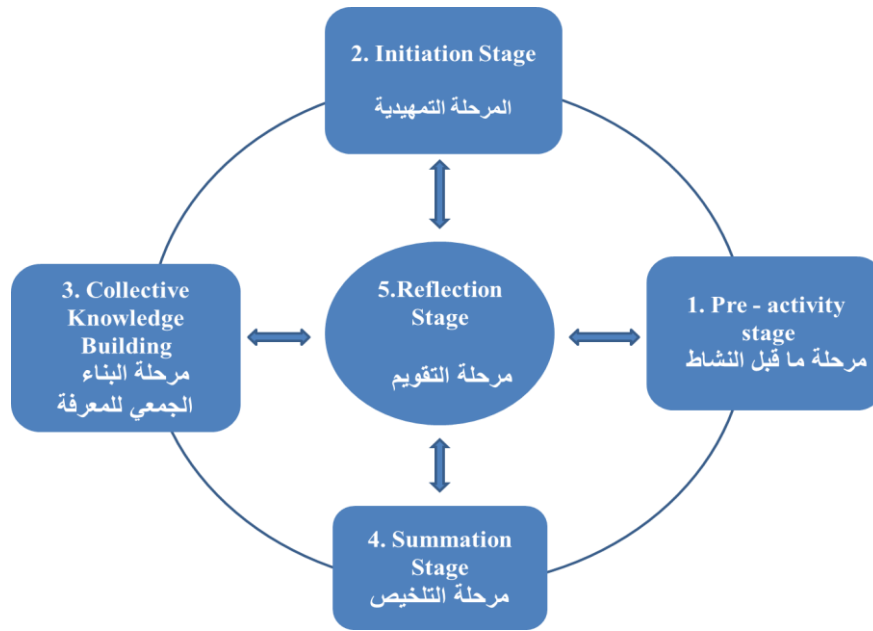 1. Pre - activity
stage
مرحلة ما قبل النشاط
2. Initiation Stage
المرحلة التمهيدية
3. Collective
Knowledge
Building
مرحلة البناء
الجمعي للمعرفة
4. Summation
Stage
مرحلة التلخيص
5.Reflection
Stage
مرحلة التقويم